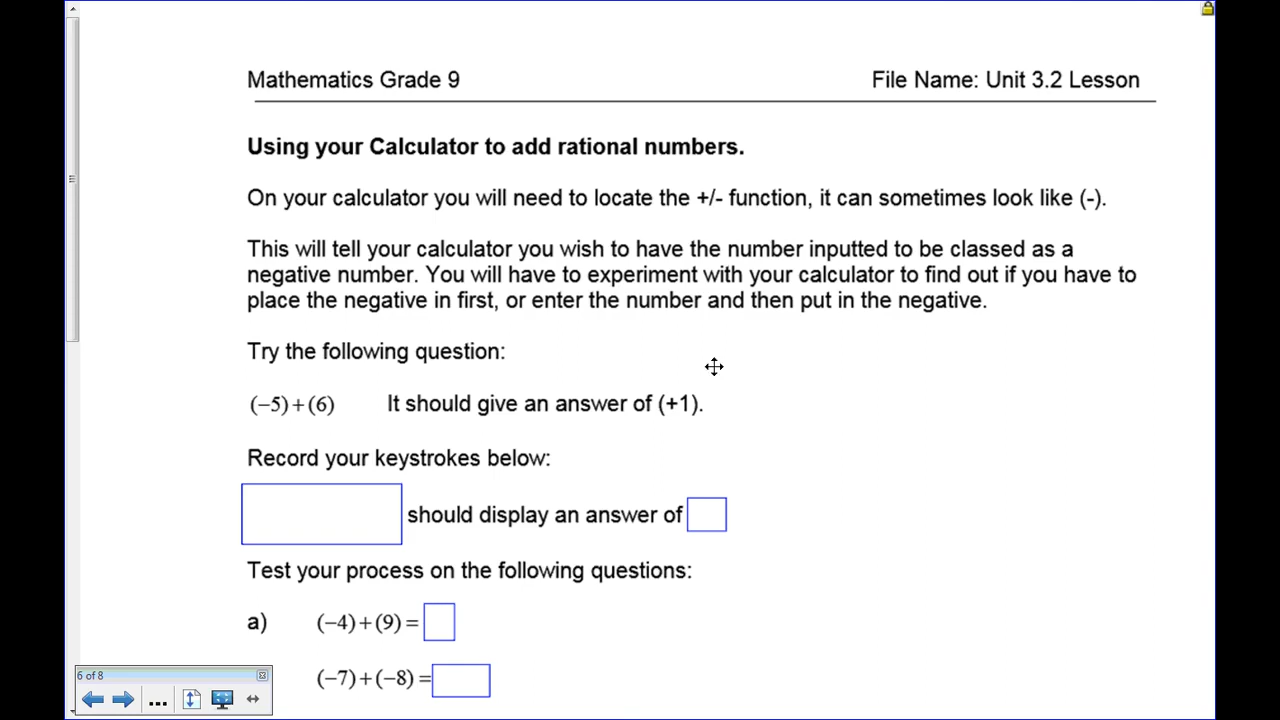 Mathematics Grade 9 File Name: Unit 3.2 Lesson
Using your Calculator to add rational numbers.
On your calculator you will need to locate the +/- function, it can sometimes look like (-).
This will tell your calculator you wish to have the number inputted to be classed as a
negative number. You will have to experiment with your calculator to find out if you have to
place the negative in first, or enter the number and then put in the negative.
Try the following question:
(−5)+(6) It should give an answer of (+1).
Record your keystrokes below:
should display an answer of
Test your process on the following questions:
a) (−4)+(9) =
(−7)+(−8) =
6 of 8